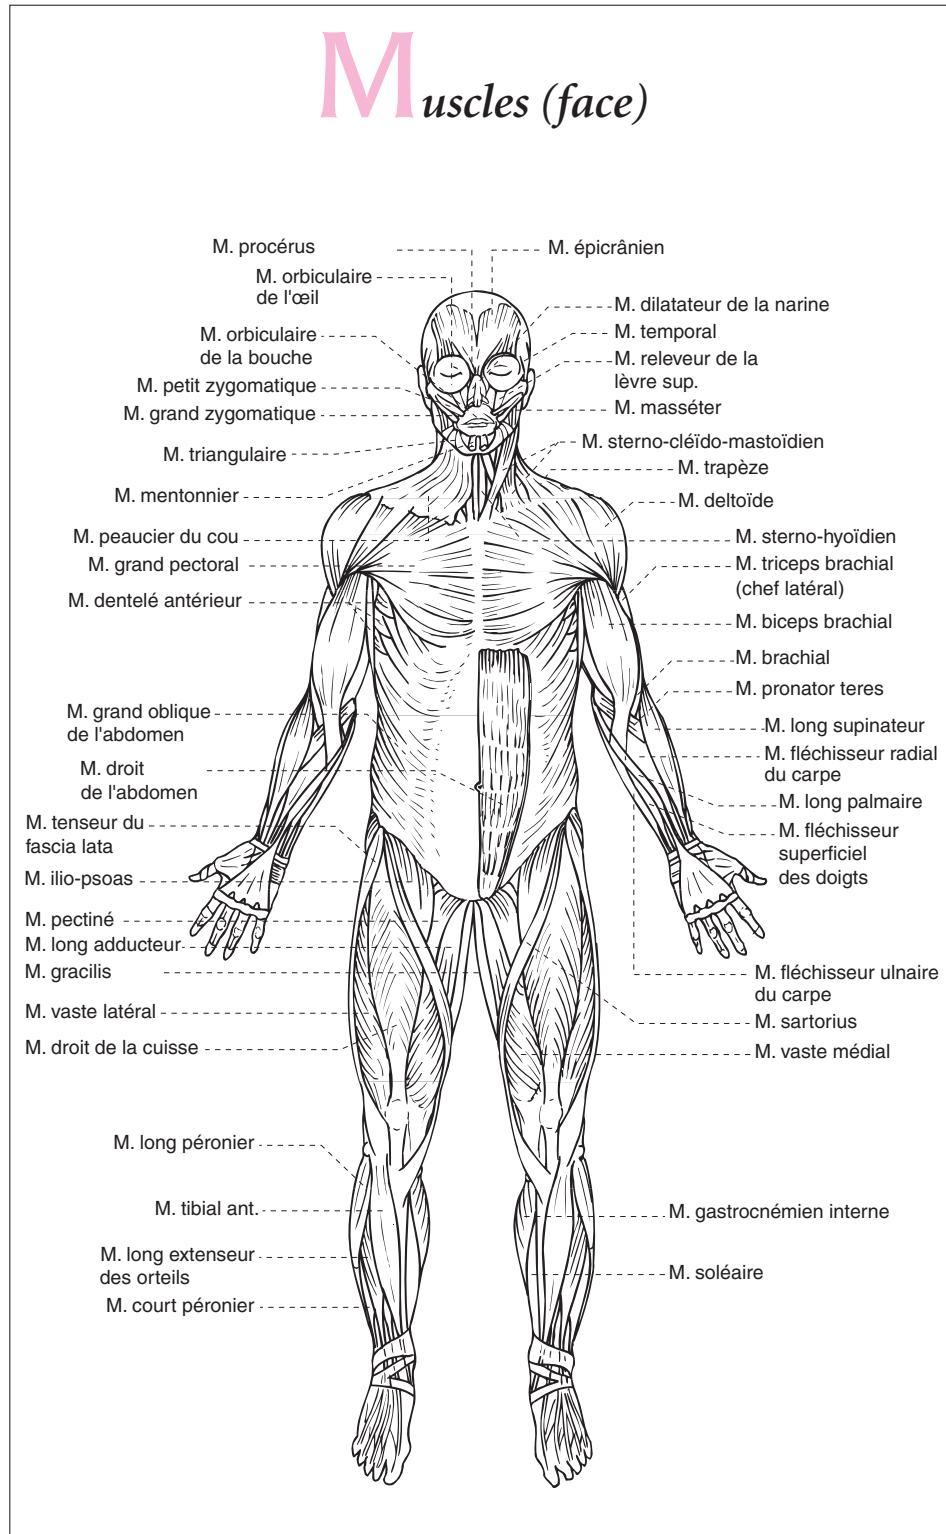 Muscles (face)
M. procérus
M. épicrânien
M. orbiculaire
de l'œil
M. dilatateur de la narine
M. orbiculaire
de la bouche
M. temporal
M. releveur de la
lèvre sup.
M. petit zygomatique
M. grand zygomatique
M. masséter
M. triangulaire
M. sterno-cléïdo-mastoïdien
M. trapèze
M. mentonnier
M. deltoïde
M. peaucier du cou
M. sterno-hyoïdien
M. grand pectoral
M. triceps brachial
(chef latéral)
M. dentelé antérieur
M. biceps brachial
M. brachial
M. pronator teres
M. grand oblique
de l'abdomen
M. long supinateur
M. fléchisseur radial
du carpe
M. droit
de l'abdomen
M. long palmaire
M. tenseur du
fascia lata
M. fléchisseur
superficiel
des doigts
M. ilio-psoas
M. pectiné
M. long adducteur
M. gracilis
M. fléchisseur ulnaire
du carpe
M. vaste latéral
M. sartorius
M. droit de la cuisse
M. vaste médial
M. long péronier
M. tibial ant.
M. gastrocnémien interne
M. long extenseur
des orteils
M. soléaire
M. court péronier